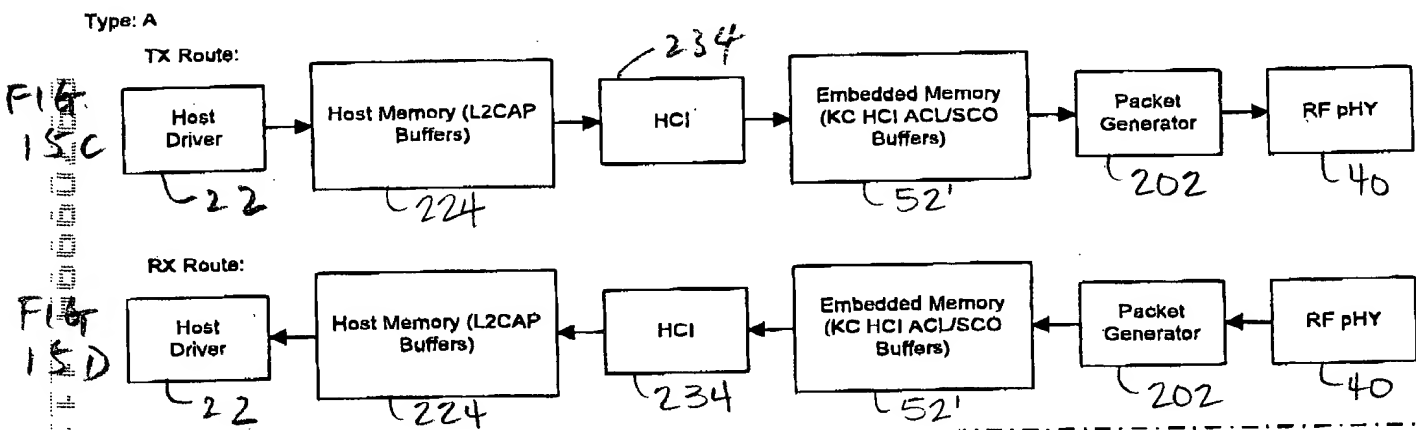 Type: A
TX Route:
FIG.
15C
Host
Driver
22
Host Memory (L2CAP
Buffers)
224
HCI
234
Embedded Memory
(KC HCI ACL/SCO
Buffers)
52'
Packet
Generator
202
RF pHY
40
RX Route:
FIG
15D
Host
Driver
22
Host Memory (L2CAP
Buffers)
224
HCI
234
Embedded Memory
(KC HCI ACL/SCO
Buffers)
52'
Packet
Generator
202
RF pHY
40